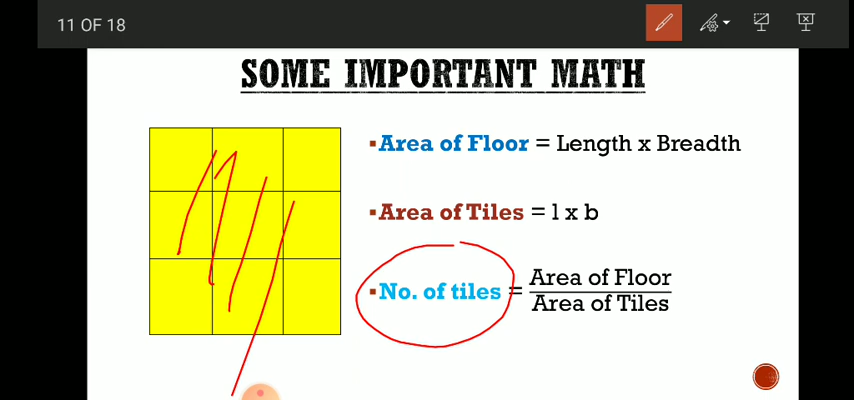 11 OF 18
SOME IMPORTANT MATH
▪Area of Floor = Length x Breadth
▪Area of Tiles = l x b
▪No. of tiles = Area of Floor
Area of Tiles